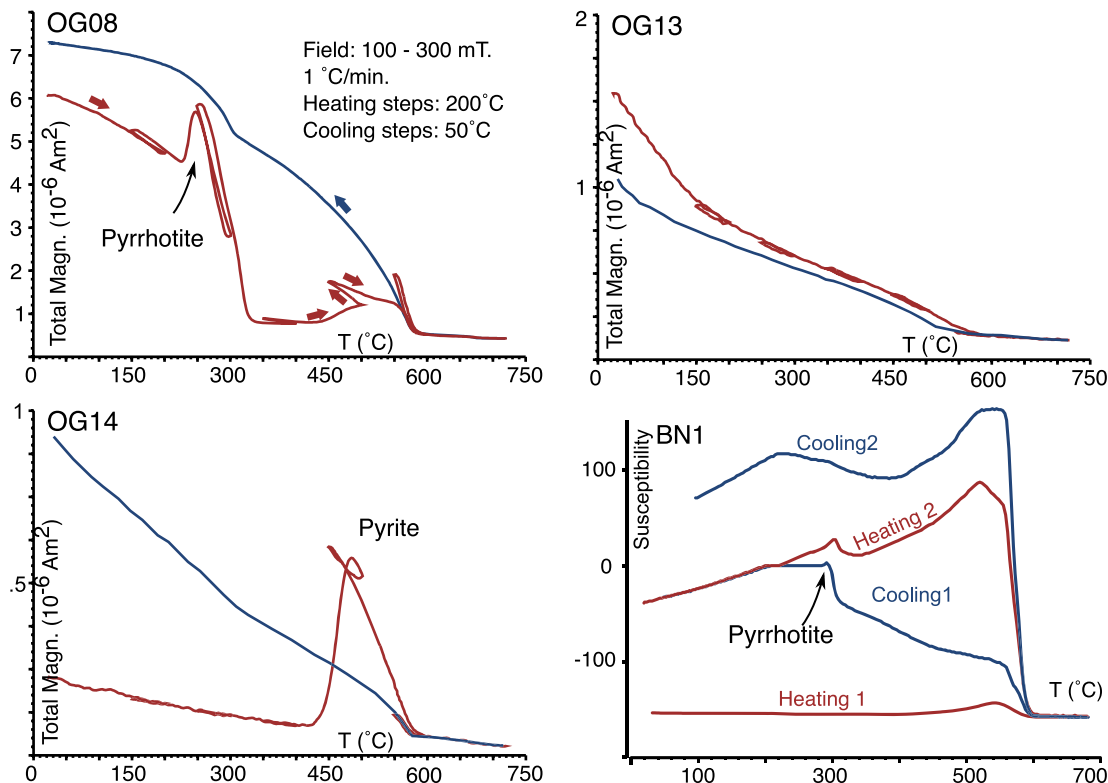 OG08
Field: 100 - 300 mT.
1 ˚C/min.
Heating steps: 200˚C
Cooling steps: 50˚C
Pyrrhotite
Total Magn. (10-6 Am2)
T (˚C)
7
6
5
4
3
2
1
0 150 300 450 600 750
OG13
Total Magn. (10-6 Am2)
T (˚C)
2
1
0
0 150 300 450 600 750
OG14
Pyrite
Total Magn. (10-6 Am2)
T (˚C)
1
.5
0
0 150 300 450 600 750
BN1
Susceptibility
Cooling2
Heating 2
Cooling1
Pyrrhotite
Heating 1
T (˚C)
100
0
-100
100 300 500 700